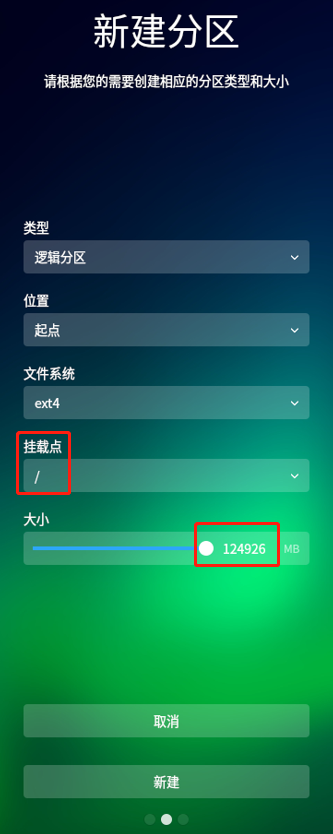 新建分区
请根据您的需要创建相应的分区类型和大小
类型
逻辑分区
位置
起点
文件系统
ext4
挂载点
/
大小
124926 MB
取消
新建